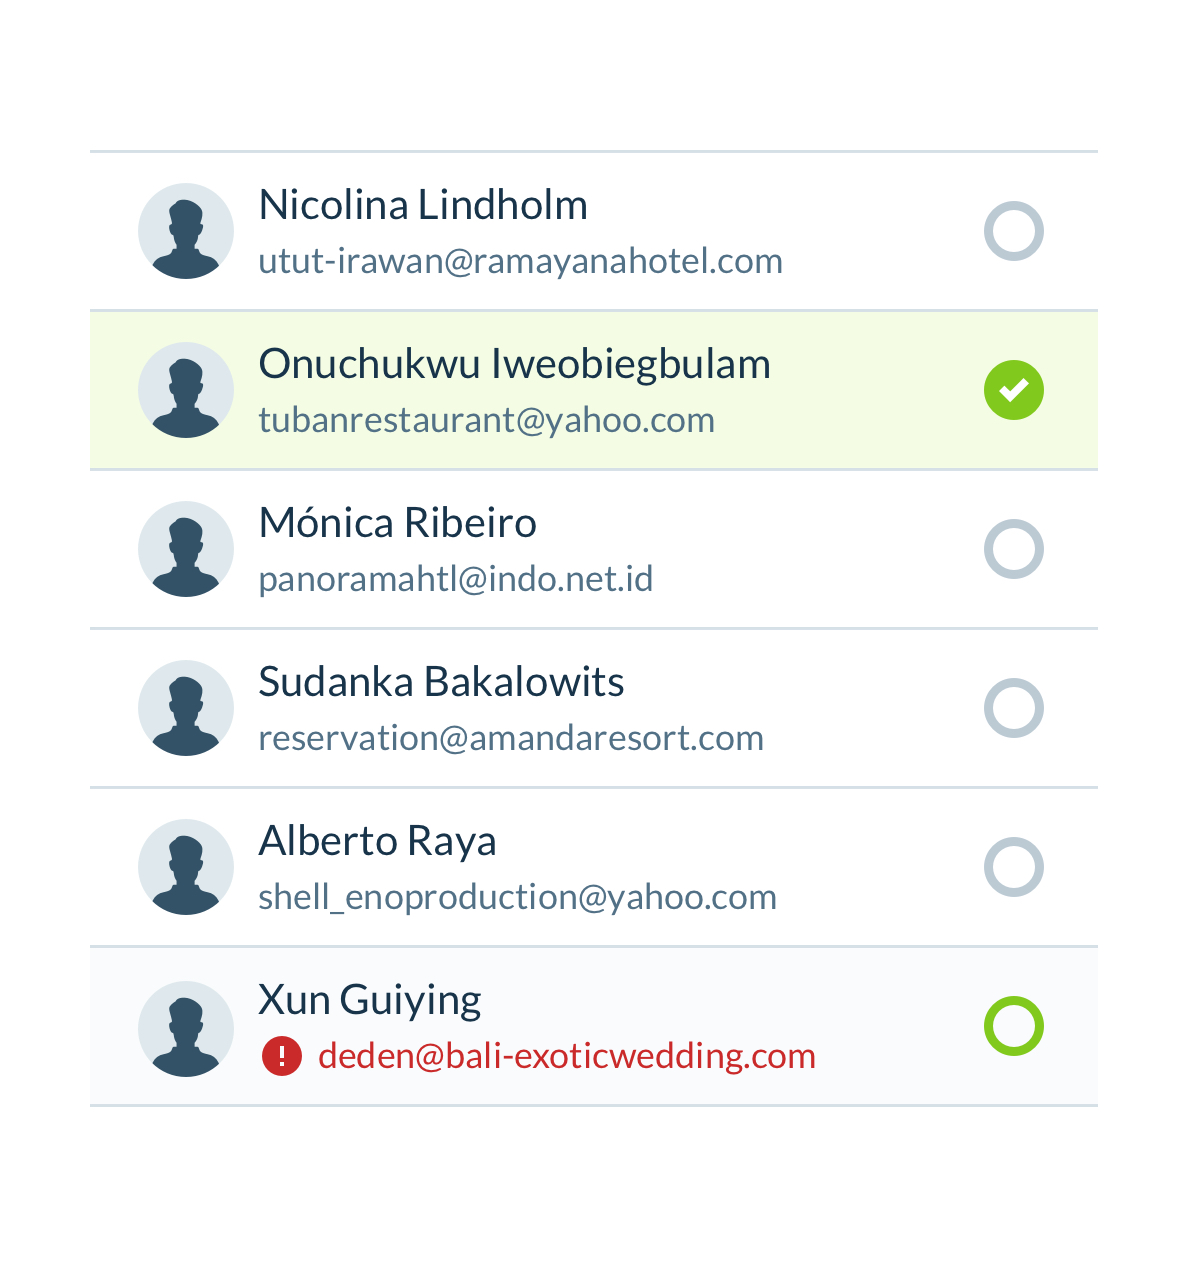 Nicolina Lindholm
utut-irawan@ramayanahotel.com
Onuchukwu Iweobiegbulam
tubanrestaurant@yahoo.com
Mónica Ribeiro
panoramahtl@indo.net.id
Sudanka Bakalowits
reservation@amandaresort.com
Alberto Raya
shell_enoproduction@yahoo.com
Xun Guiying
deden@bali-exoticwedding.com